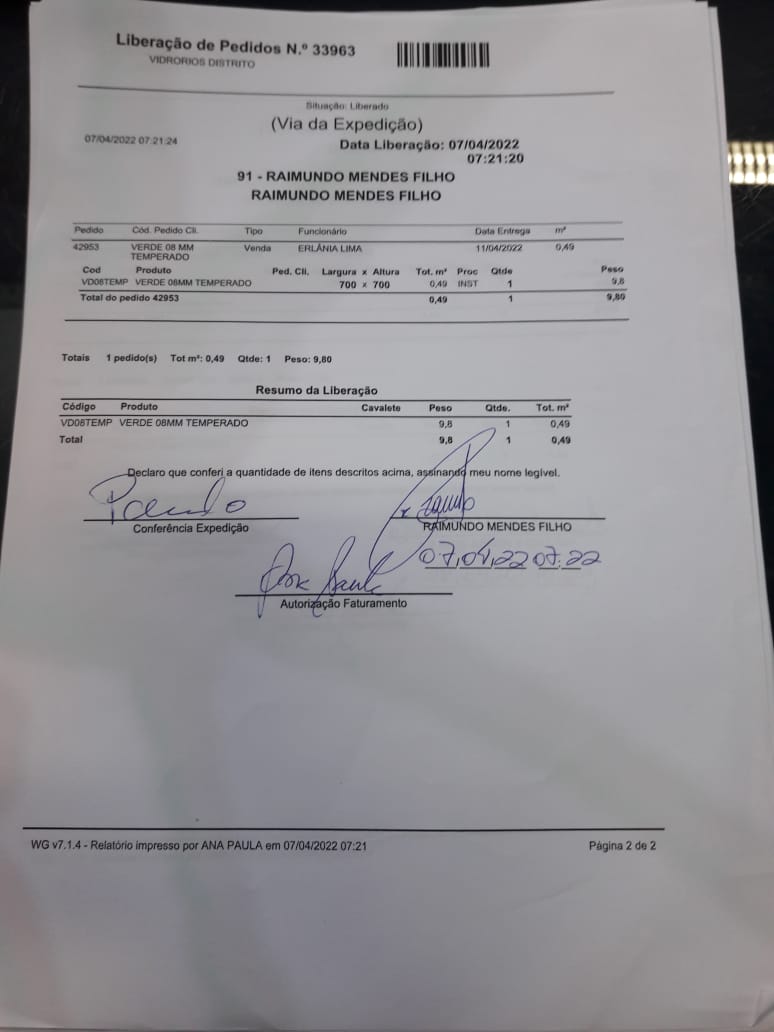 Liberação de Pedidos N.º 33963
VIDRORIOS DISTRITO
Situação: Liberado
(Via da Expedição)
07/04/2022 07:21:24
Data Liberação: 07/04/2022
07:21:20
91 - RAIMUNDO MENDES FILHO
RAIMUNDO MENDES FILHO
Pedido Cód. Pedido Cli. Tipo Funcionário Data Entrega m²
42953 VERDE 08 MM Venda ERLÂNIA LIMA 11/04/2022 0,49
TEMPERADO
Cod Produto Ped. Cli. Largura x Altura Tot. m² Proc Qtde Peso
VD08TEMP VERDE 08MM TEMPERADO 700 x 700 0,49 INST 1 9,8
Total do pedido 42953 0,49 1 9,80
Totais 1 pedido(s) Tot m²: 0,49 Qtde: 1 Peso: 9,80
Resumo da Liberação
Código Produto Cavalete Peso Qtde. Tot. m²
VD08TEMP VERDE 08MM TEMPERADO 9,8 1 0,49
Total 9,8 1 0,49
Declaro que conferi a quantidade de itens descritos acima, assinando meu nome legível.
Conferência Expedição
RAIMUNDO MENDES FILHO
07,04,22 07:22
Autorização Faturamento
WG v7.1.4 - Relatório impresso por ANA PAULA em 07/04/2022 07:21 Página 2 de 2